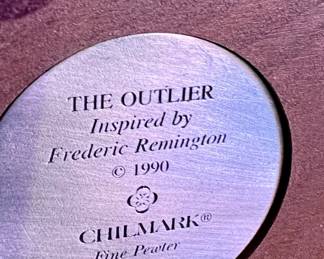 THE OUTLIER
Inspired by
Frederic Remington
© 1990
CHILMARK®
Fine Pewter